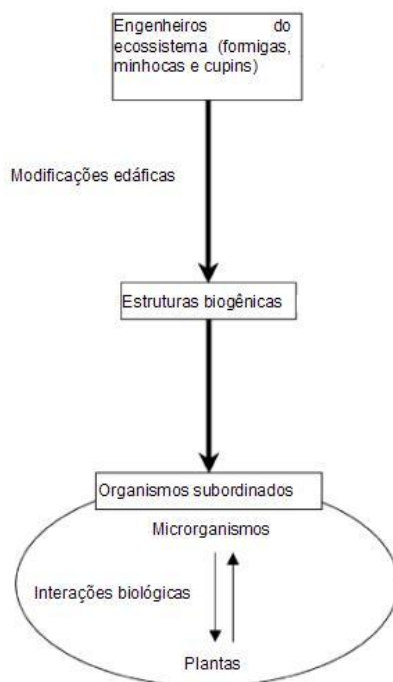 Engenheiros do
ecossistema (formigas,
minhocas e cupins)
Modificações edáficas
Estruturas biogênicas
Organismos subordinados
Microrganismos
Interações biológicas
Plantas